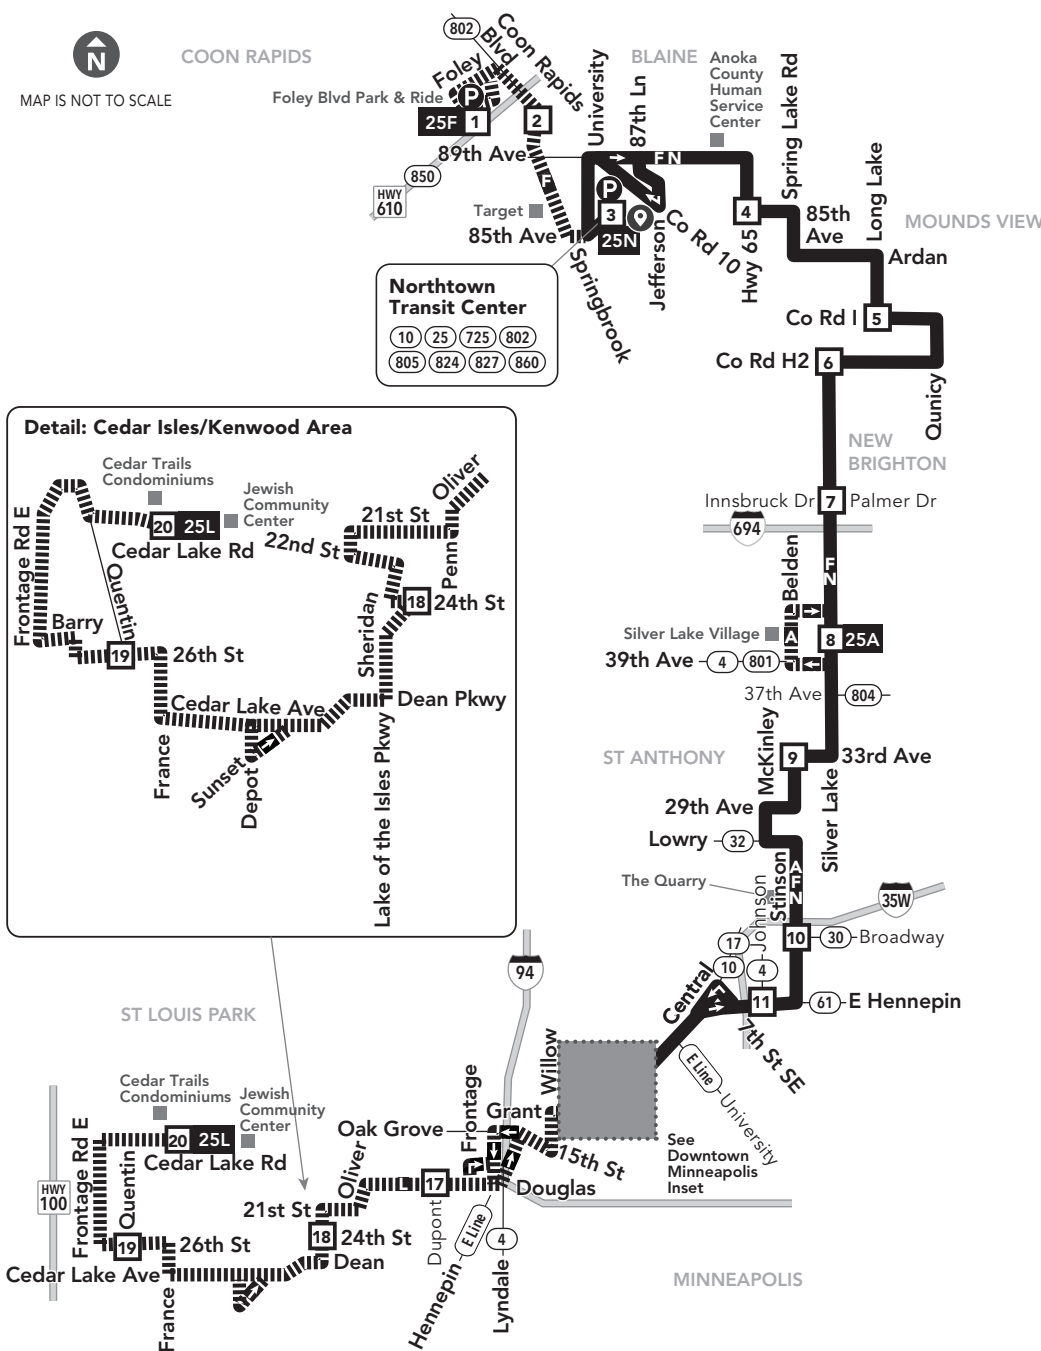 N
MAP IS NOT TO SCALE
COON RAPIDS
802
Coon Rapids
Blvd
Foley
Foley Blvd Park & Ride
P
25F 1
2
University
BLAINE
87th Ln
Anoka
County
Human
Service
Center
Spring Lake Rd
89th Ave
F N
850
HWY
610
F
P
Target
3
25N
4
85th
Ave
Long Lake
MOUNDS VIEW
85th Ave
Springbrook
Jefferson
Co Rd 10
Hwy 65
Ardan
Northtown
Transit Center
10 25 725 802
805 824 827 860
Co Rd I 5
Co Rd H2 6
Qunicy
NEW
BRIGHTON
Innsbruck Dr 7 Palmer Dr
694
Belden
F
N
Silver Lake Village
A
8 25A
39th Ave 4 801
37th Ave 804
McKinley
ST ANTHONY
9 33rd Ave
29th Ave
Silver Lake
Lowry 32
Stinson
A
F
N
The Quarry
Johnson
35W
17
10 30 Broadway
10
4
Central
11
61 E Hennepin
7th St SE
E Line
University
Detail: Cedar Isles/Kenwood Area
Cedar Trails
Condominiums
Jewish
Community
Center
20 25L
Cedar Lake Rd
Frontage Rd E
Quentin
Barry
19 26th St
Oliver
21st St
22nd St
Penn
18 24th St
Sheridan
Cedar Lake Ave
Dean Pkwy
France
Sunset
Depot
Lake of the Isles Pkwy
94
ST LOUIS PARK
Willow
Frontage
Grant
Oak Grove
15th St
See
Downtown
Minneapolis
Inset
Cedar Trails
Condominiums
Jewish
Community
Center
20 25L
Cedar Lake Rd
Frontage Rd E
HWY
100
Quentin
Oliver
L
17
Douglas
21st St
Dupont
E Line
4
19 26th St
18 24th St
Dean
Cedar Lake Ave
France
Hennepin
Lyndale
MINNEAPOLIS